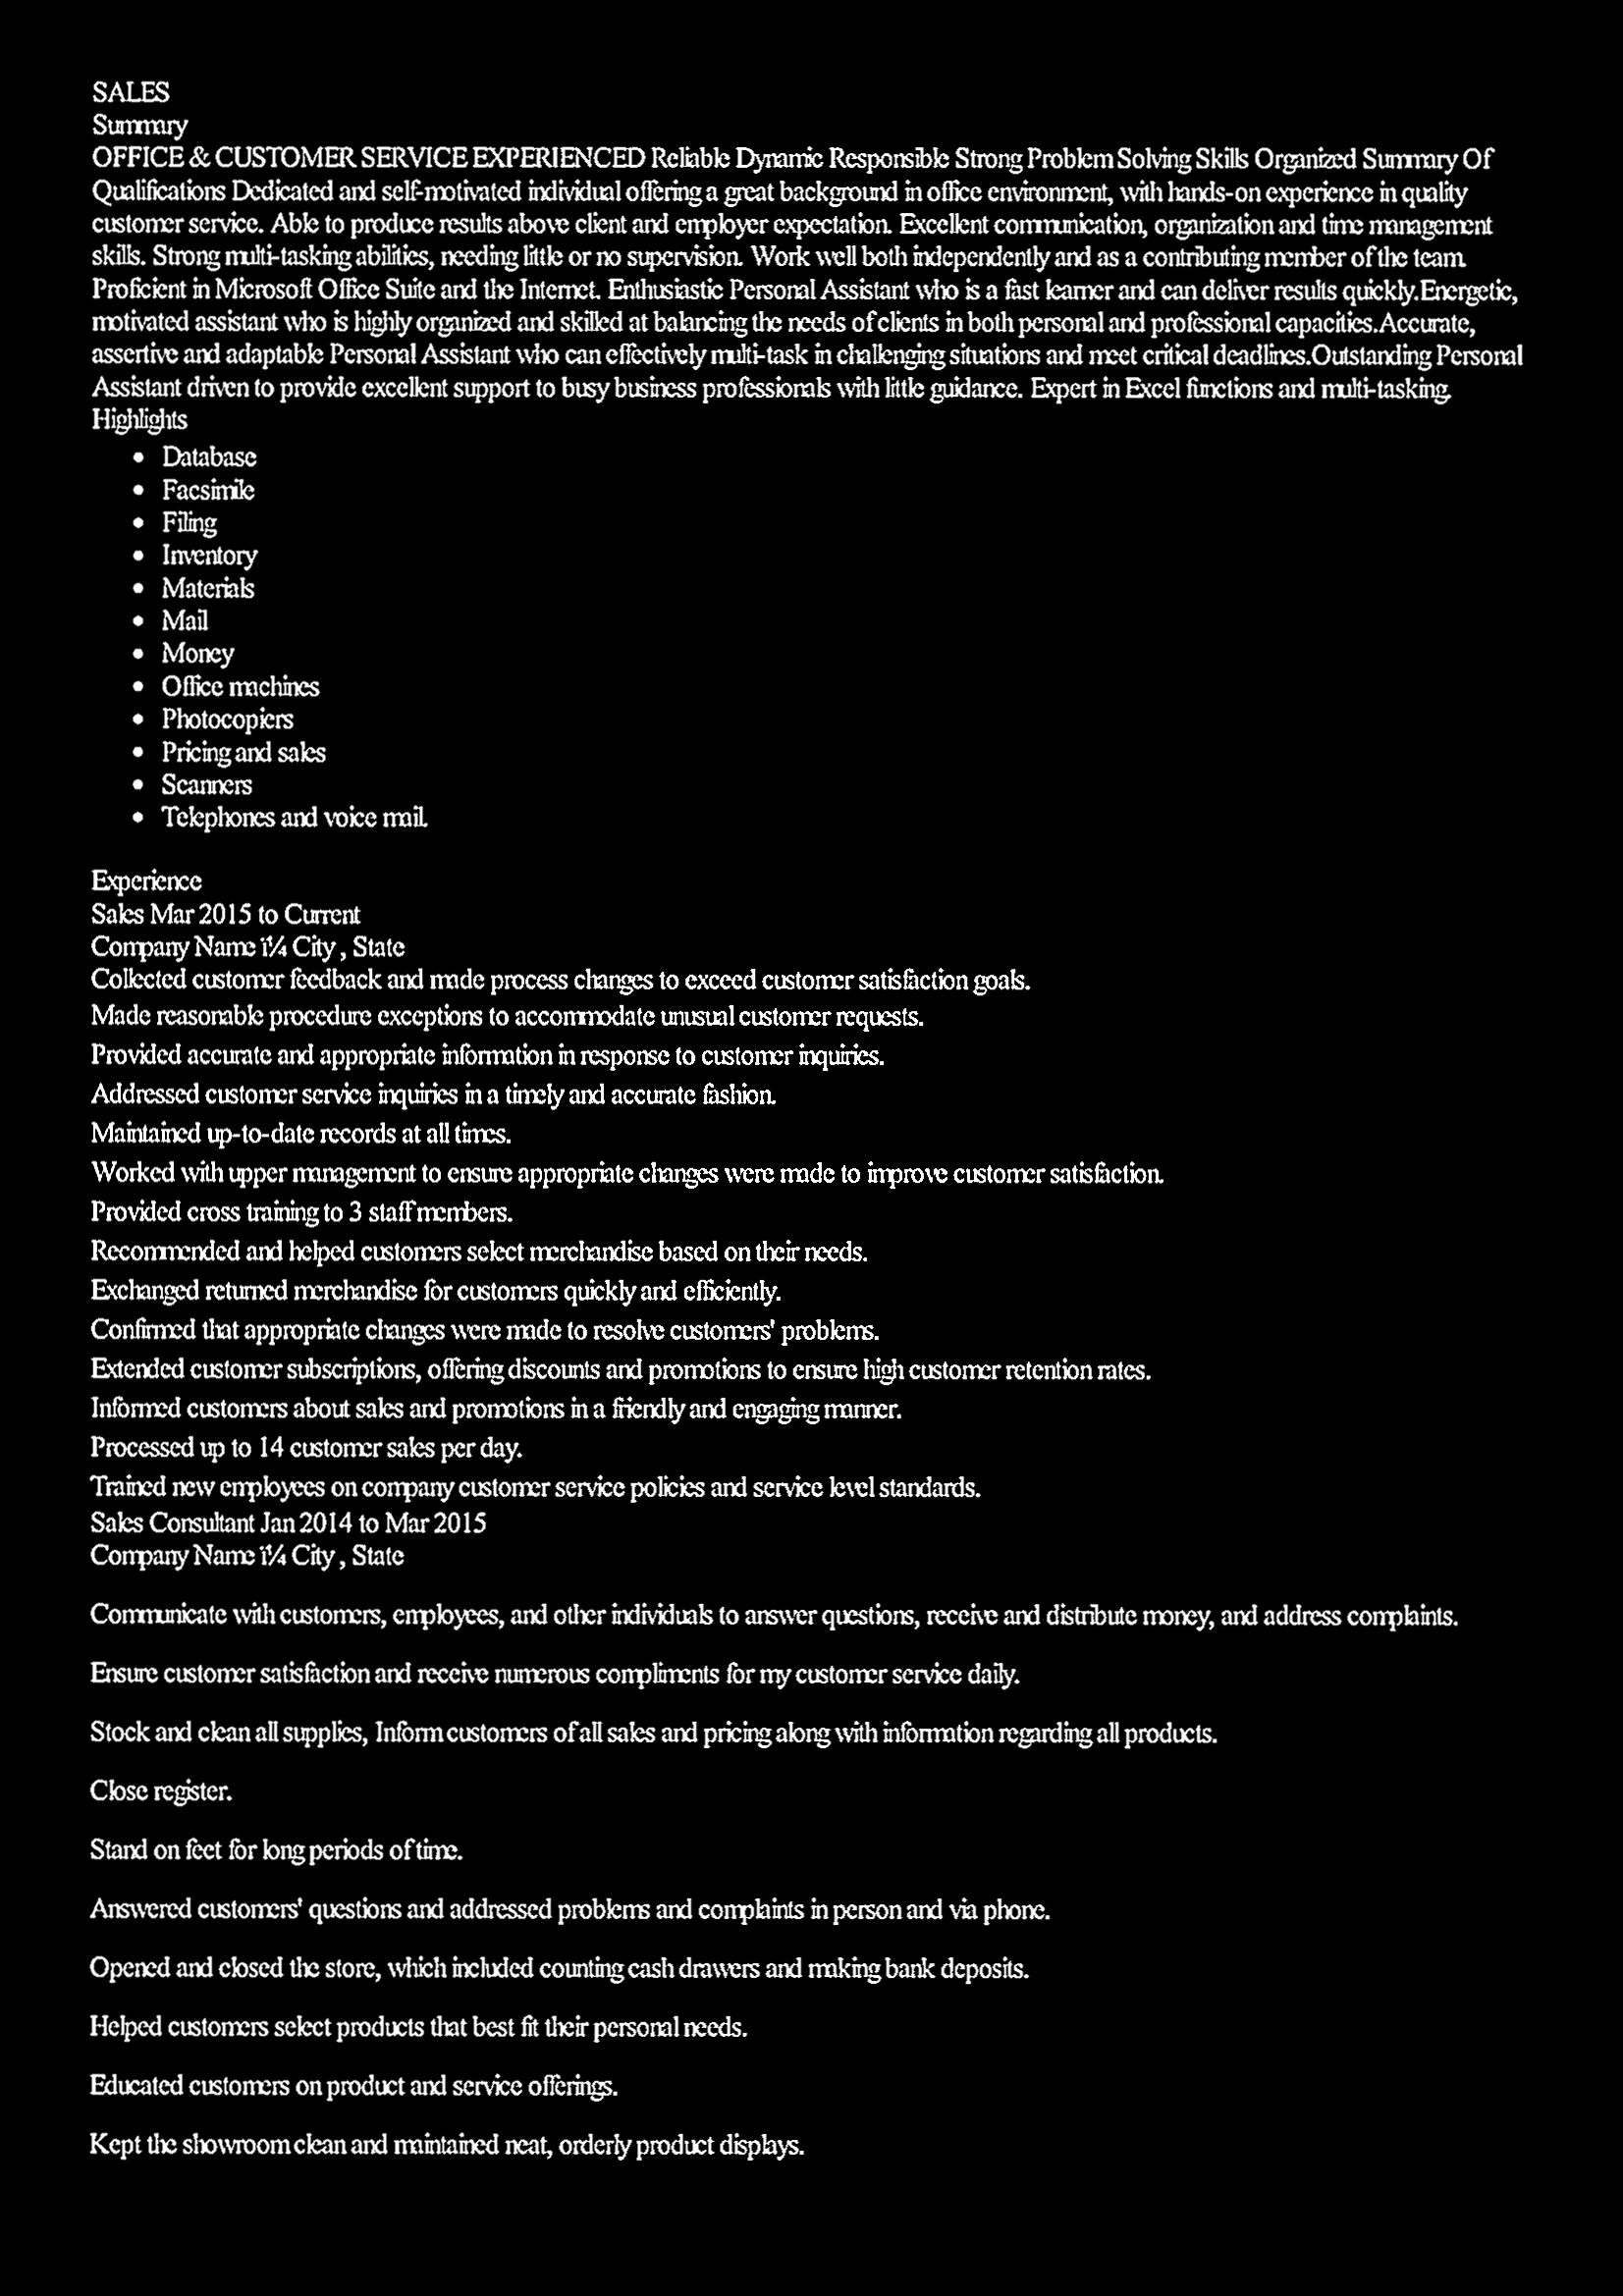 SALES
Summary
OFFICE & CUSTOMER SERVICE EXPERIENCED Reliable Dynamic Responsible Strong Problem Solving Skills Organized Summary Of
Qualifications Dedicated and self-motivated individual offering a great background in office environment, with hands-on experience in quality
customer service. Able to produce results above client and employer expectation. Excellent communication, organization and time management
skills. Strong multi-tasking abilities, needing little or no supervision. Work well both independently and as a contributing member of the team.
Proficient in Microsoft Office Suite and the Internet. Enthusiastic Personal Assistant who is a fast learner and can deliver results quickly.Energetic,
motivated assistant who is highly organized and skilled at balancing the needs of clients in both personal and professional capacities.Accurate,
assertive and adaptable Personal Assistant who can effectively multi-task in challenging situations and meet critical deadlines.Outstanding Personal
Assistant driven to provide excellent support to busy business professionals with little guidance. Expert in Excel functions and multi-tasking.
Highlights
• Database
• Facsimile
• Filing
• Inventory
• Materials
• Mail
• Money
• Office machines
• Photocopiers
• Pricing and sales
• Scanners
• Telephones and voice mail.
Experience
Sales Mar 2015 to Current
Company Name ï¼ City , State
Collected customer feedback and made process changes to exceed customer satisfaction goals.
Made reasonable procedure exceptions to accommodate unusual customer requests.
Provided accurate and appropriate information in response to customer inquiries.
Addressed customer service inquiries in a timely and accurate fashion.
Maintained up-to-date records at all times.
Worked with upper management to ensure appropriate changes were made to improve customer satisfaction.
Provided cross training to 3 staff members.
Recommended and helped customers select merchandise based on their needs.
Exchanged returned merchandise for customers quickly and efficiently.
Confirmed that appropriate changes were made to resolve customers' problems.
Extended customer subscriptions, offering discounts and promotions to ensure high customer retention rates.
Informed customers about sales and promotions in a friendly and engaging manner.
Processed up to 14 customer sales per day.
Trained new employees on company customer service policies and service level standards.
Sales Consultant Jan 2014 to Mar 2015
Company Name ï¼ City , State
Communicate with customers, employees, and other individuals to answer questions, receive and distribute money, and address complaints.
Ensure customer satisfaction and receive numerous compliments for my customer service daily.
Stock and clean all supplies, Inform customers of all sales and pricing along with information regarding all products.
Close register.
Stand on feet for long periods of time.
Answered customers' questions and addressed problems and complaints in person and via phone.
Opened and closed the store, which included counting cash drawers and making bank deposits.
Helped customers select products that best fit their personal needs.
Educated customers on product and service offerings.
Kept the showroom clean and maintained neat, orderly product displays.